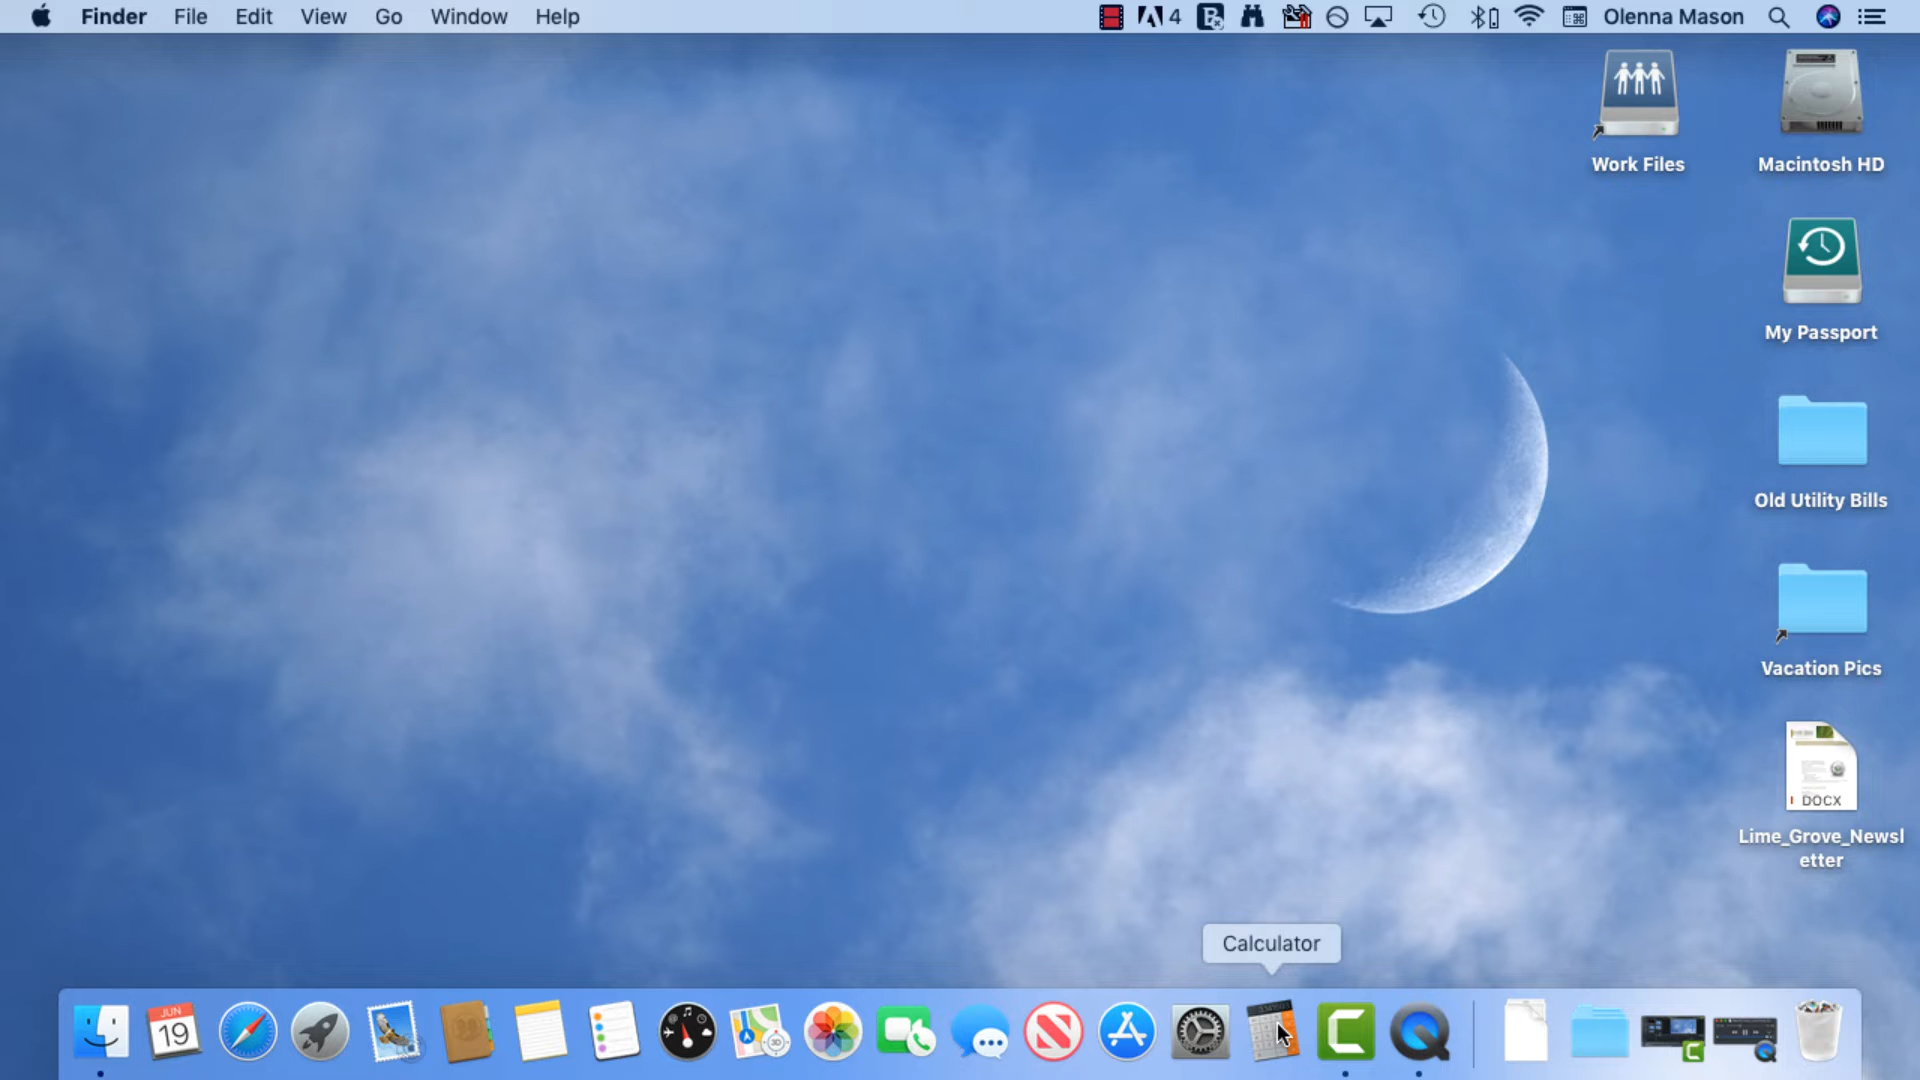 Finder File Edit View Go Window Help 4 Olenna Mason
Work Files
Macintosh HD
My Passport
Old Utility Bills
Vacation Pics
DOCX
Lime_Grove_Newsl
etter
Calculator
JUN
19
3D